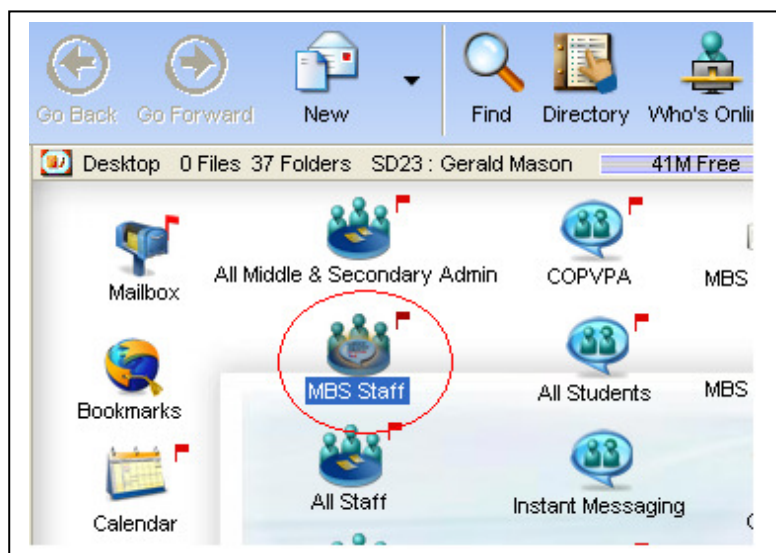 Go Back Go Forward New Find Directory Who's Onli
Desktop 0 Files 37 Folders SD23 : Gerald Mason 41M Free
Mailbox All Middle & Secondary Admin COPVPA MBS
Bookmarks MBS Staff All Students MBS
Calendar All Staff Instant Messaging